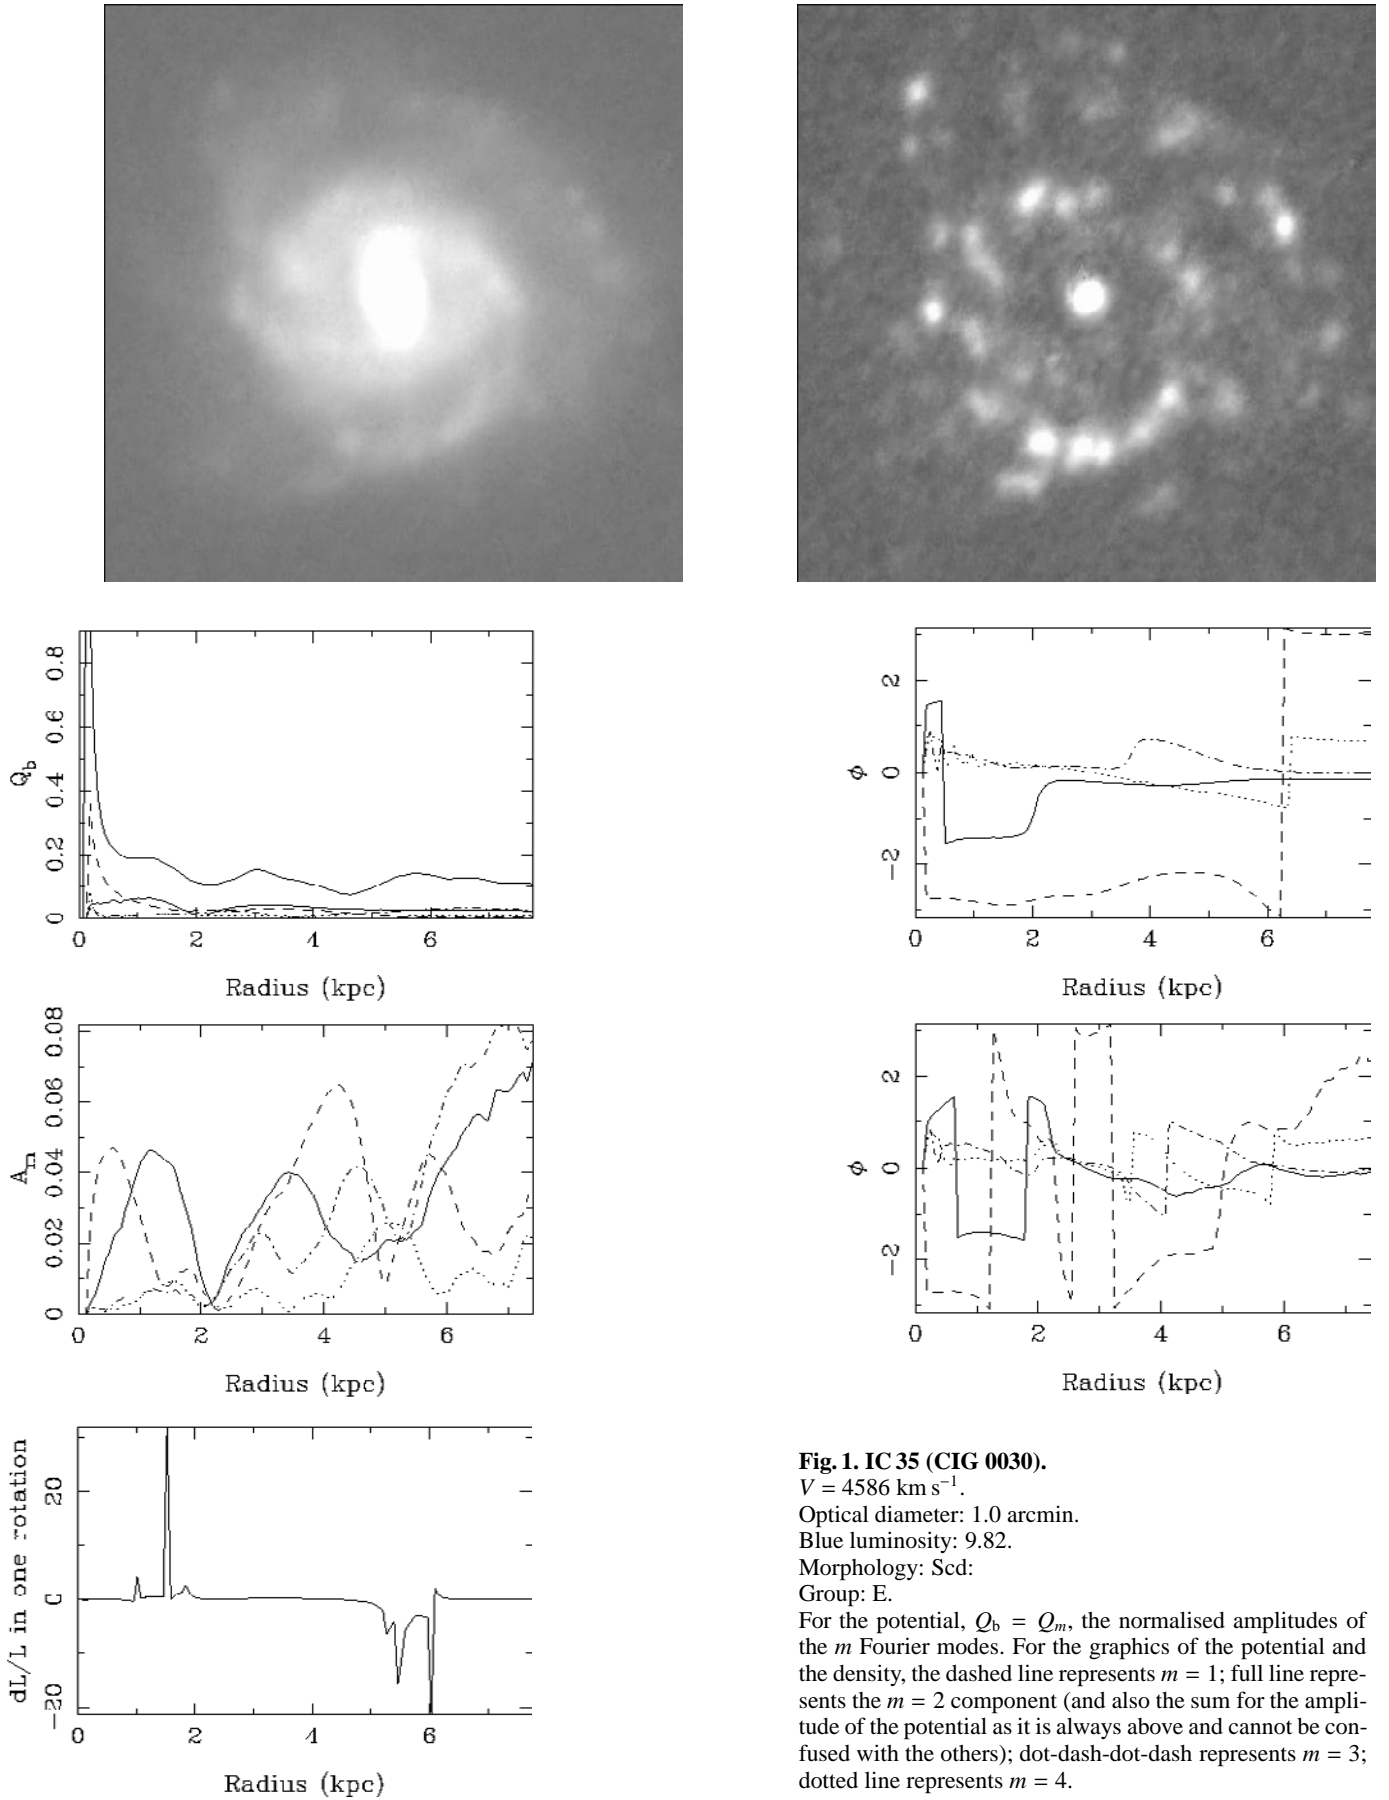 0.8
0.6
0.4
0.2
0
Q_b
0 2 4 6
Radius (kpc)
2
0
−2
ϕ
0 2 4 6
Radius (kpc)
0.08
0.06
0.04
0.02
0
A_m
0 2 4 6
Radius (kpc)
2
0
−2
ϕ
0 2 4 6
Radius (kpc)
20
0
−20
dL/L in one rotation
0 2 4 6
Radius (kpc)
Fig. 1. IC 35 (CIG 0030).
V = 4586 km s⁻¹.
Optical diameter: 1.0 arcmin.
Blue luminosity: 9.82.
Morphology: Scd:
Group: E.
For the potential, Q_b = Q_m, the normalised amplitudes of
the m Fourier modes. For the graphics of the potential and
the density, the dashed line represents m = 1; full line repre-
sents the m = 2 component (and also the sum for the ampli-
tude of the potential as it is always above and cannot be con-
fused with the others); dot-dash-dot-dash represents m = 3;
dotted line represents m = 4.